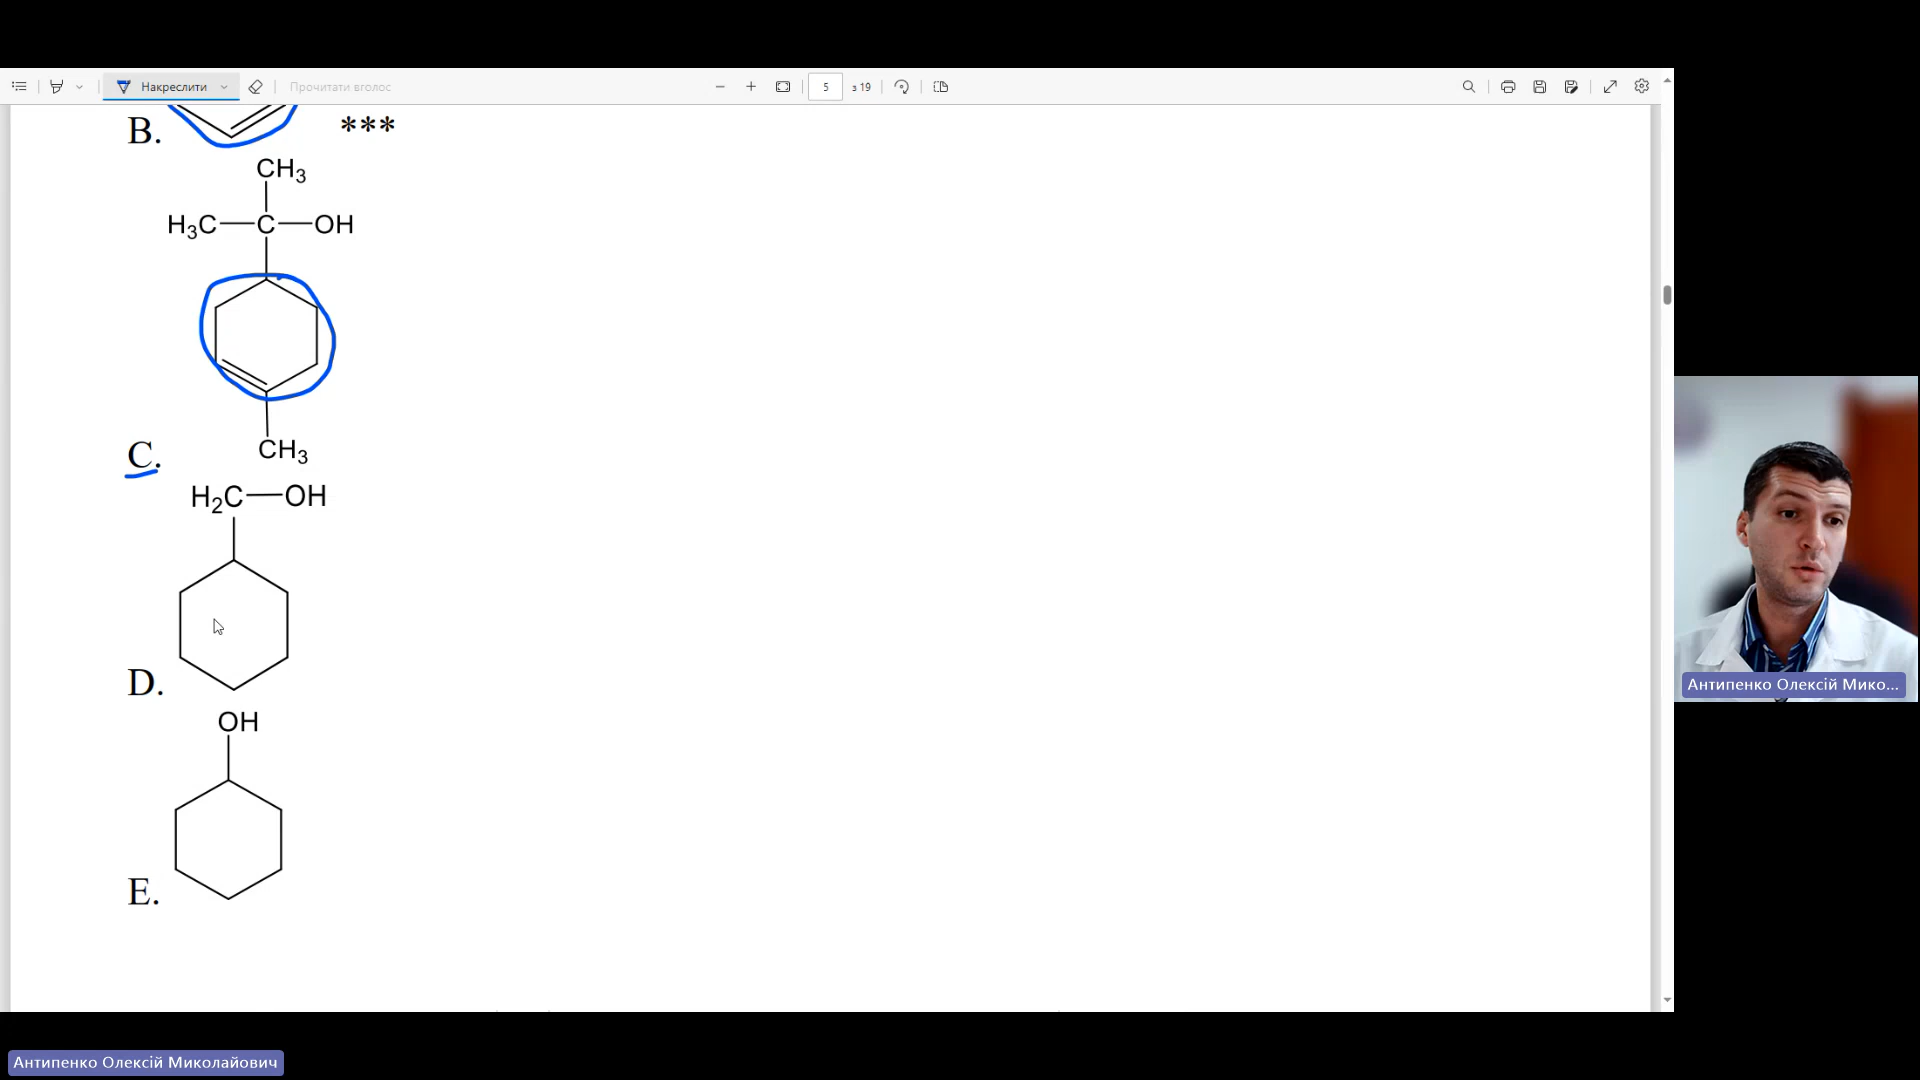 Накреслити
Прочитати вголос
5
з 19
B.
***
CH3
H3C
C
OH
CH3
C.
H2C
OH
D.
OH
E.
Антипенко Олексій Мико...
Антипенко Олексій Миколайович